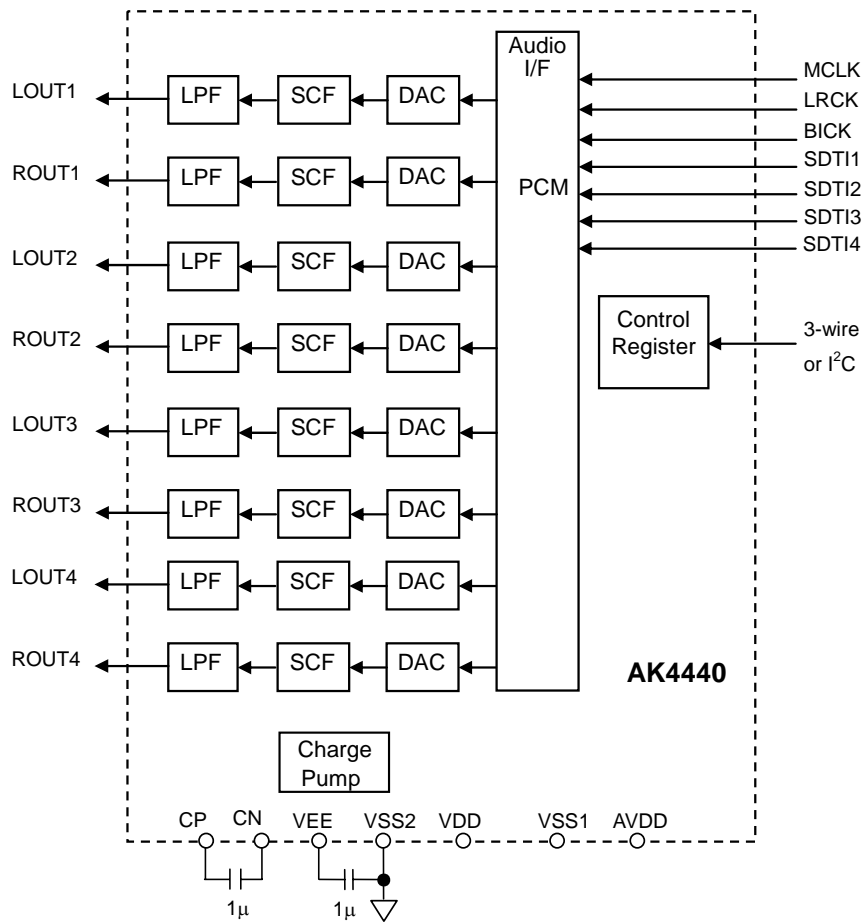 Audio
I/F
MCLK
LOUT1 LPF SCF DAC
LRCK
BICK
SDTI1
ROUT1 LPF SCF DAC PCM
SDTI2
SDTI3
SDTI4
LOUT2 LPF SCF DAC
Control
Register
3-wire
or I²C
ROUT2 LPF SCF DAC
LOUT3 LPF SCF DAC
ROUT3 LPF SCF DAC
LOUT4 LPF SCF DAC
ROUT4 LPF SCF DAC
AK4440
Charge
Pump
CP CN VEE VSS2 VDD VSS1 AVDD
1μ 1μ